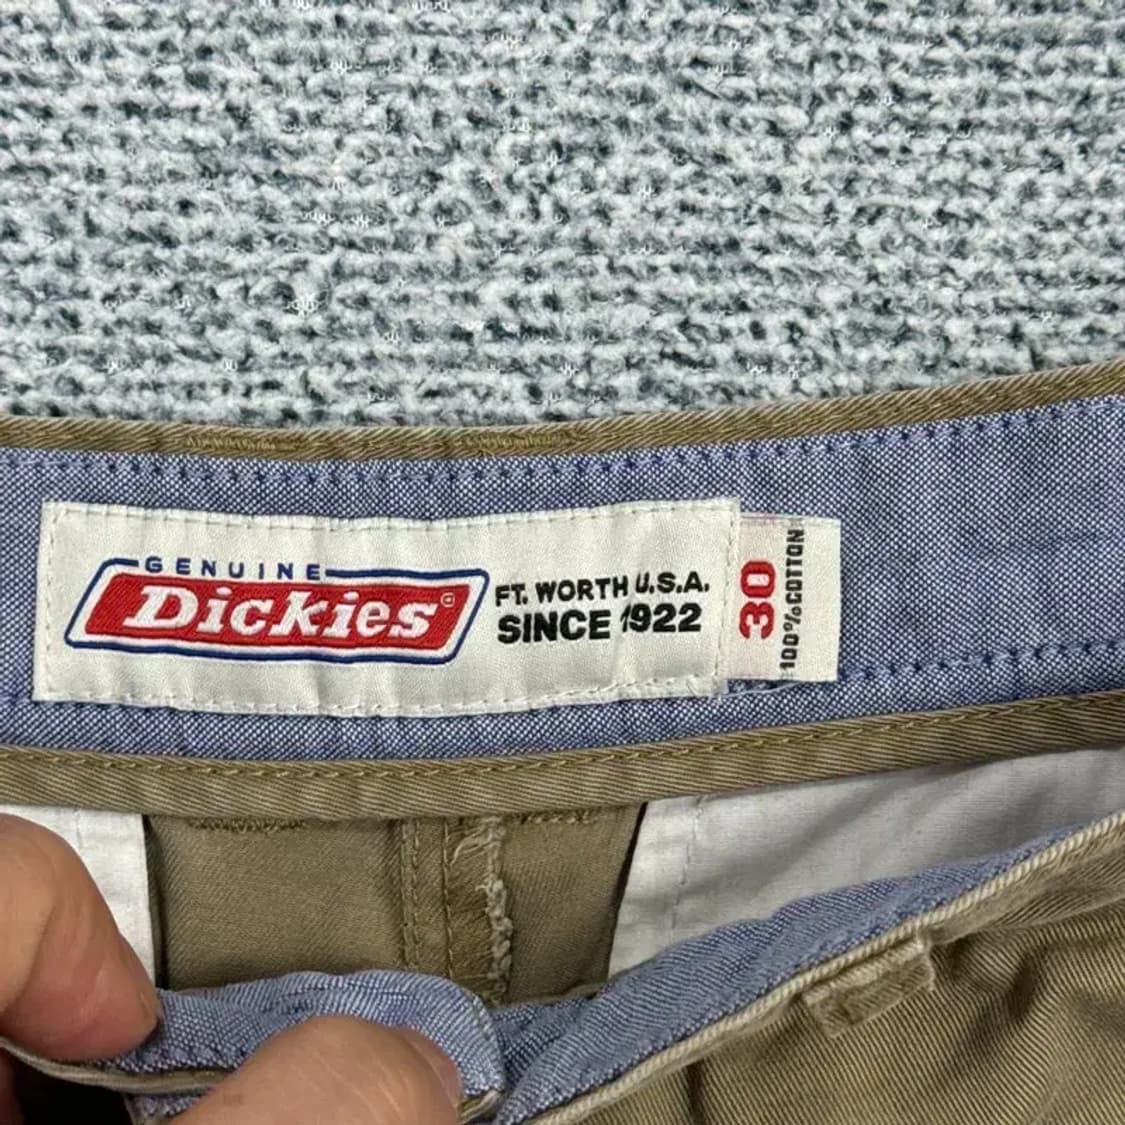 GENUINE
Dickies®
FT. WORTH U.S.A.
SINCE 1922
30
100% COTTON